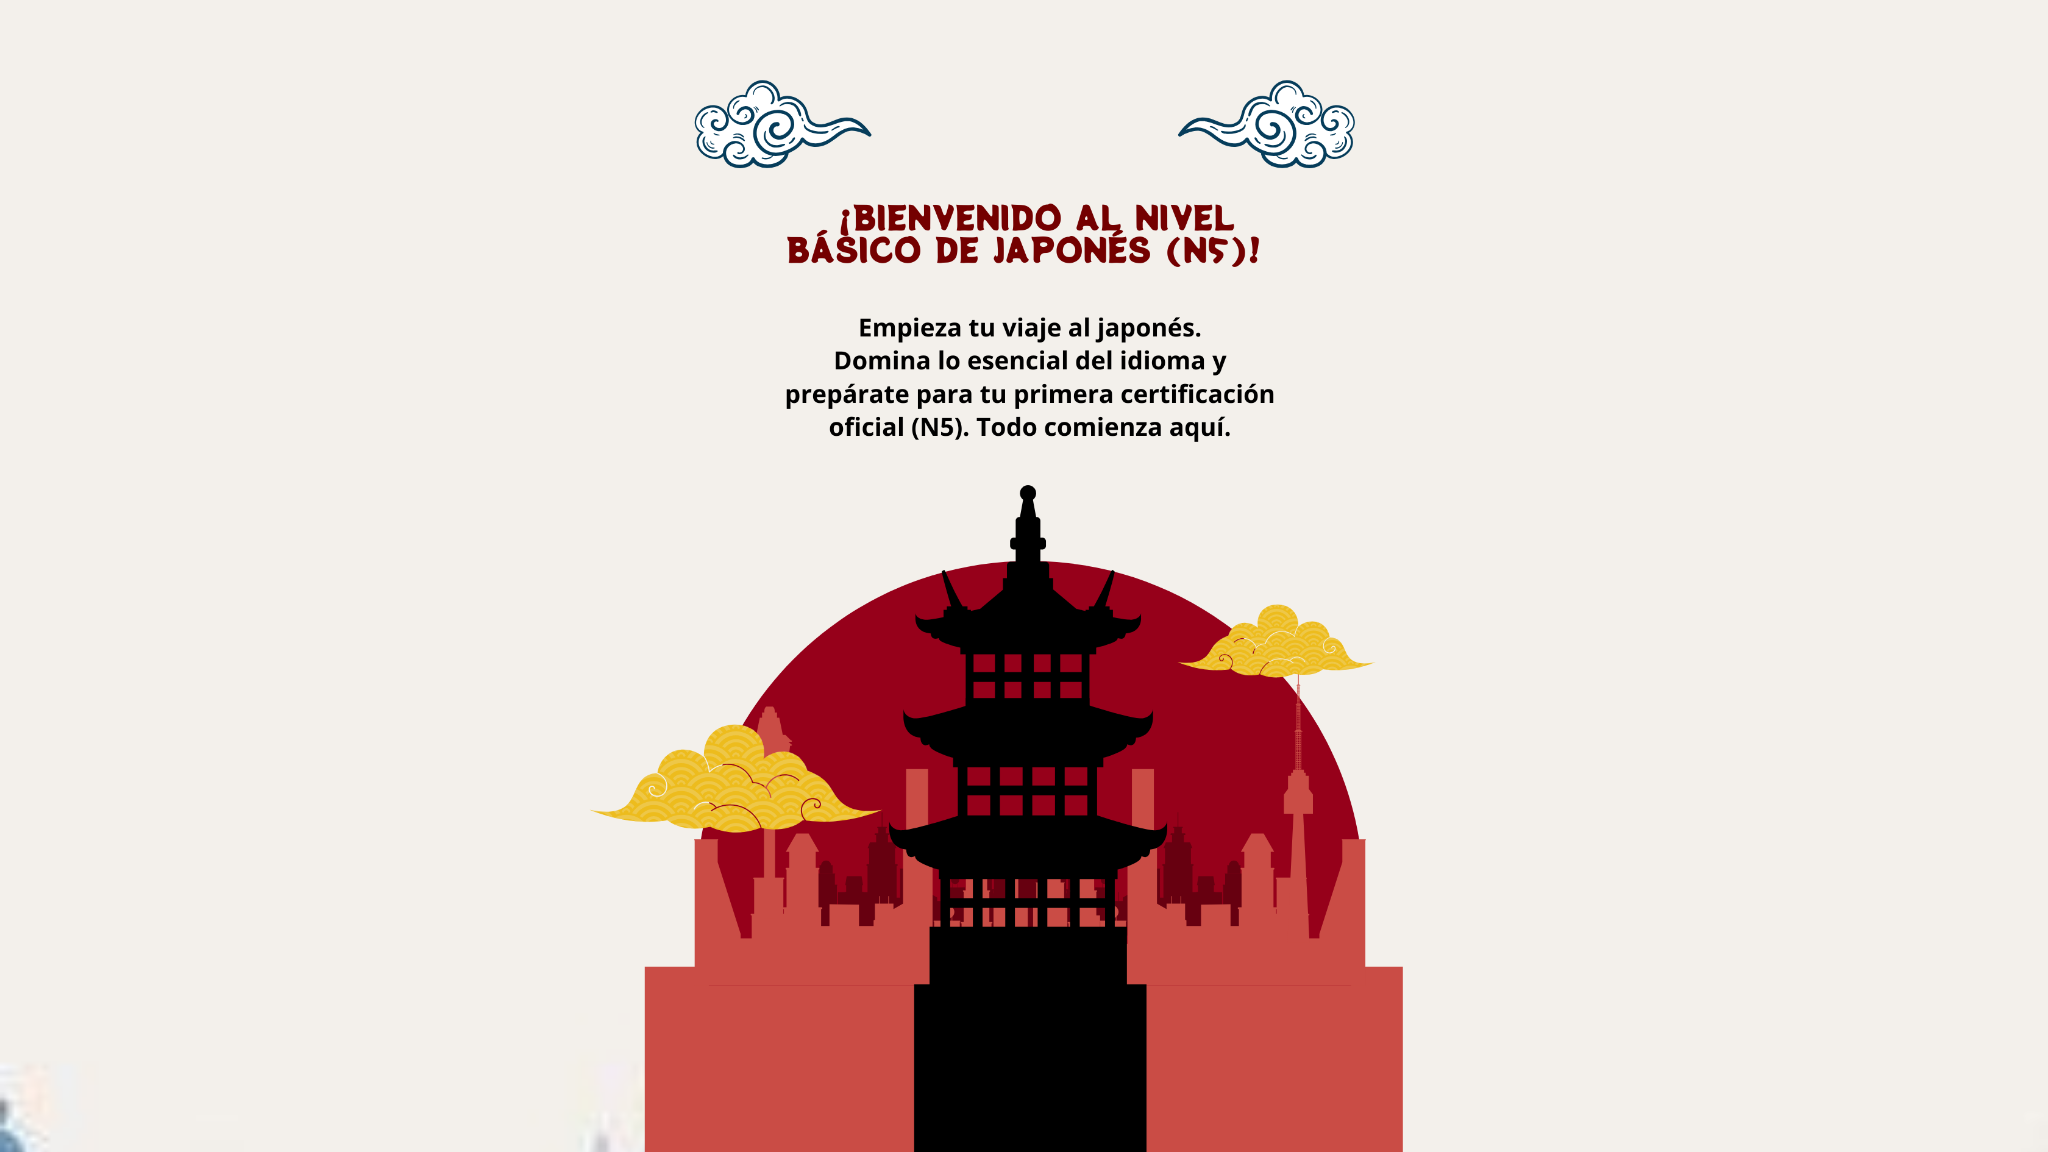 ¡BIENVENIDO AL NIVEL
BÁSICO DE JAPONÉS (N5)!
Empieza tu viaje al japonés.
Domina lo esencial del idioma y
prepárate para tu primera certificación
oficial (N5). Todo comienza aquí.